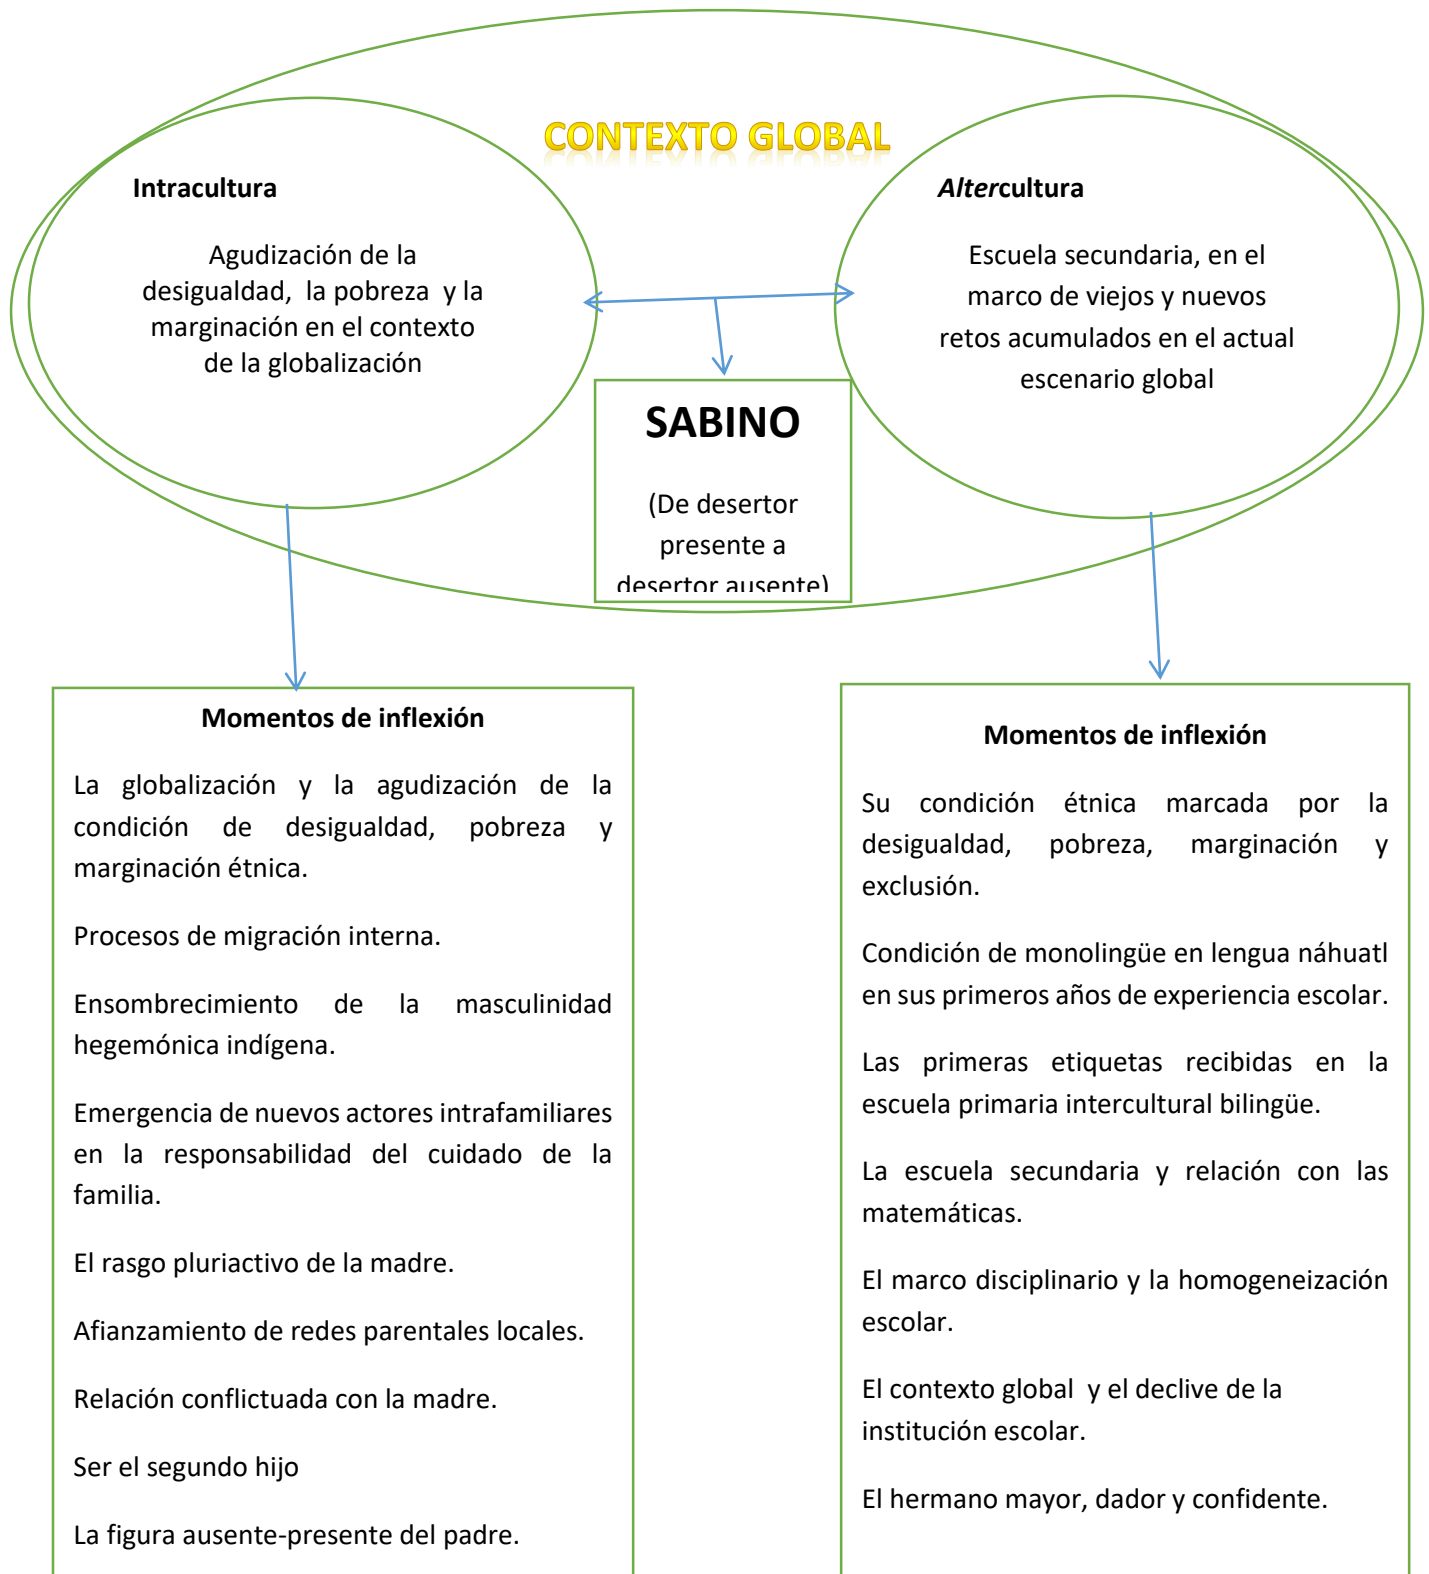 CONTEXTO GLOBAL
Intracultura
Agudización de la
desigualdad, la pobreza y la
marginación en el contexto
de la globalización
Altercultura
Escuela secundaria, en el
marco de viejos y nuevos
retos acumulados en el actual
escenario global
SABINO
(De desertor
presente a
desertor ausente)
Momentos de inflexión
La globalización y la agudización de la
condición de desigualdad, pobreza y
marginación étnica.
Procesos de migración interna.
Ensombrecimiento de la masculinidad
hegemónica indígena.
Emergencia de nuevos actores intrafamiliares
en la responsabilidad del cuidado de la
familia.
El rasgo pluriactivo de la madre.
Afianzamiento de redes parentales locales.
Relación conflictuada con la madre.
Ser el segundo hijo
La figura ausente-presente del padre.
Momentos de inflexión
Su condición étnica marcada por la
desigualdad, pobreza, marginación y
exclusión.
Condición de monolingüe en lengua náhuatl
en sus primeros años de experiencia escolar.
Las primeras etiquetas recibidas en la
escuela primaria intercultural bilingüe.
La escuela secundaria y relación con las
matemáticas.
El marco disciplinario y la homogeneización
escolar.
El contexto global y el declive de la
institución escolar.
El hermano mayor, dador y confidente.